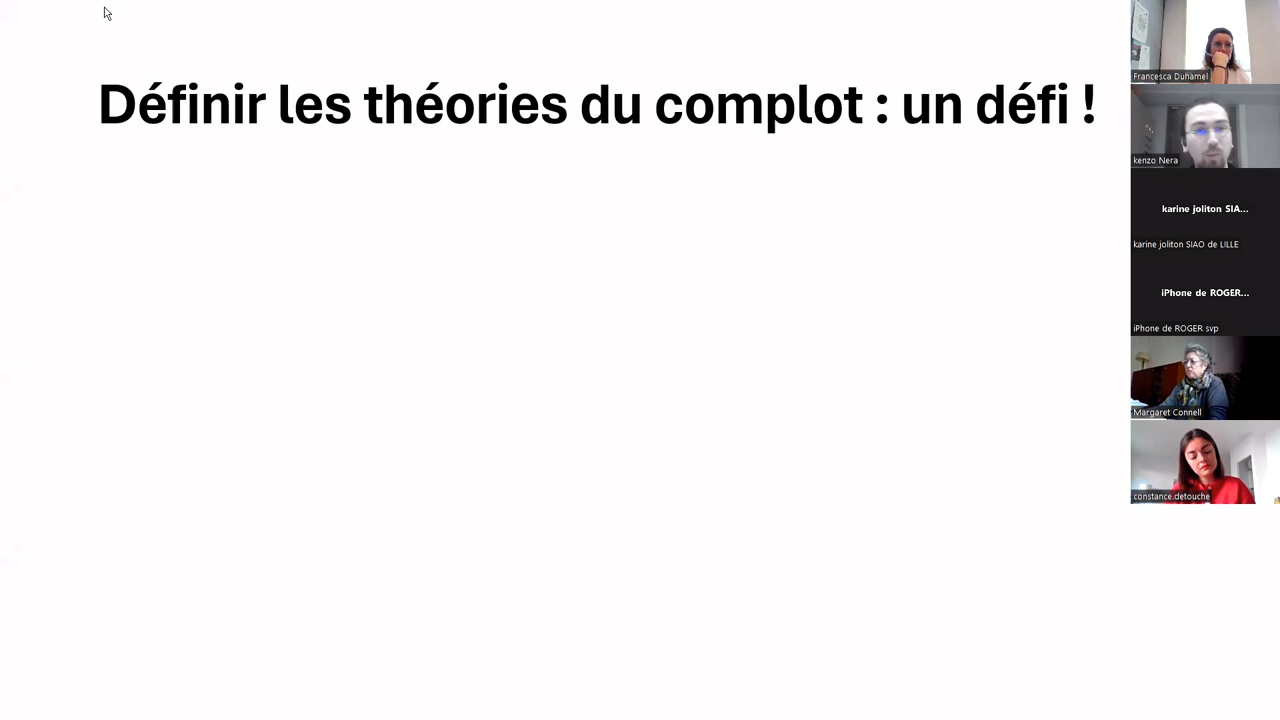 Définir les théories du complot : un défi !
Francesca Duhamel
kenzo Nera
karine joliton SIA...
karine joliton SIAO de LILLE
iPhone de ROGER...
iPhone de ROGER svp
Margaret Connell
constance.detouche